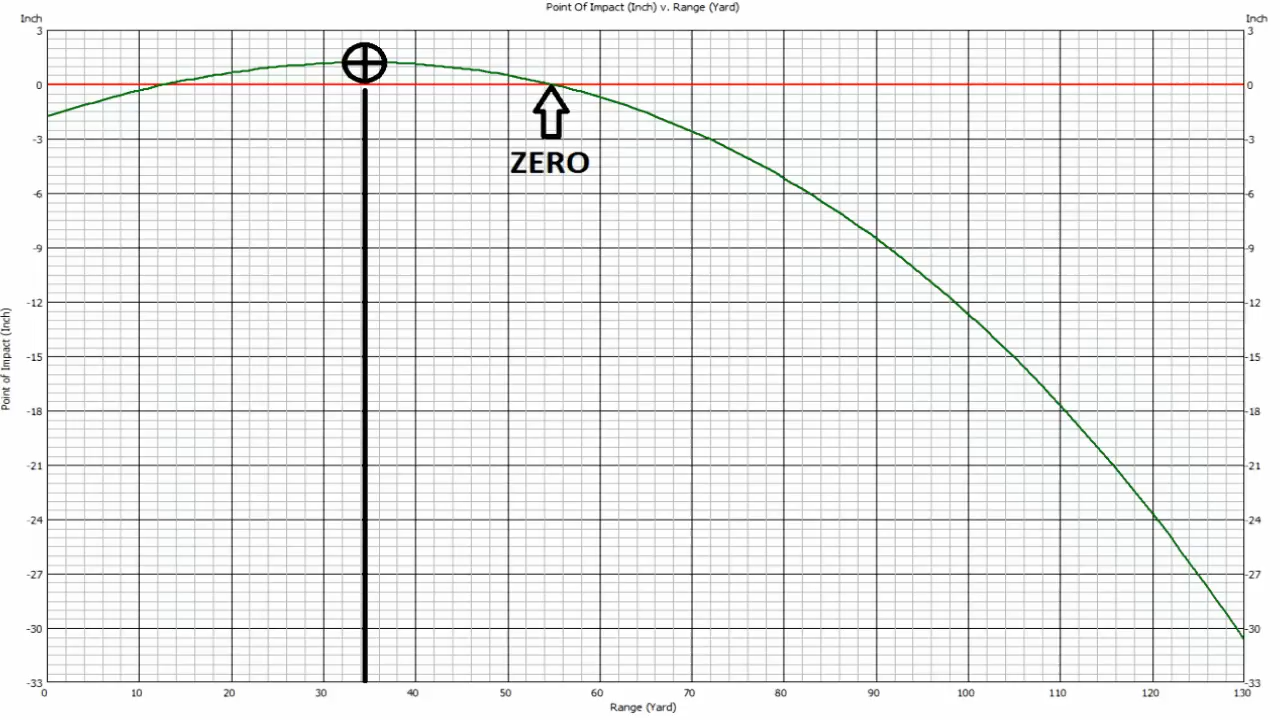 Point Of Impact (Inch) v. Range (Yard)
Inch Inch
3 3
0 0
-3 -3
ZERO
-6 -6
-9 -9
-12 -12
Point of Impact (Inch)
-15 -15
-18 -18
-21 -21
-24 -24
-27 -27
-30 -30
-33 -33
0 10 20 30 40 50 60 70 80 90 100 110 120 130
Range (Yard)